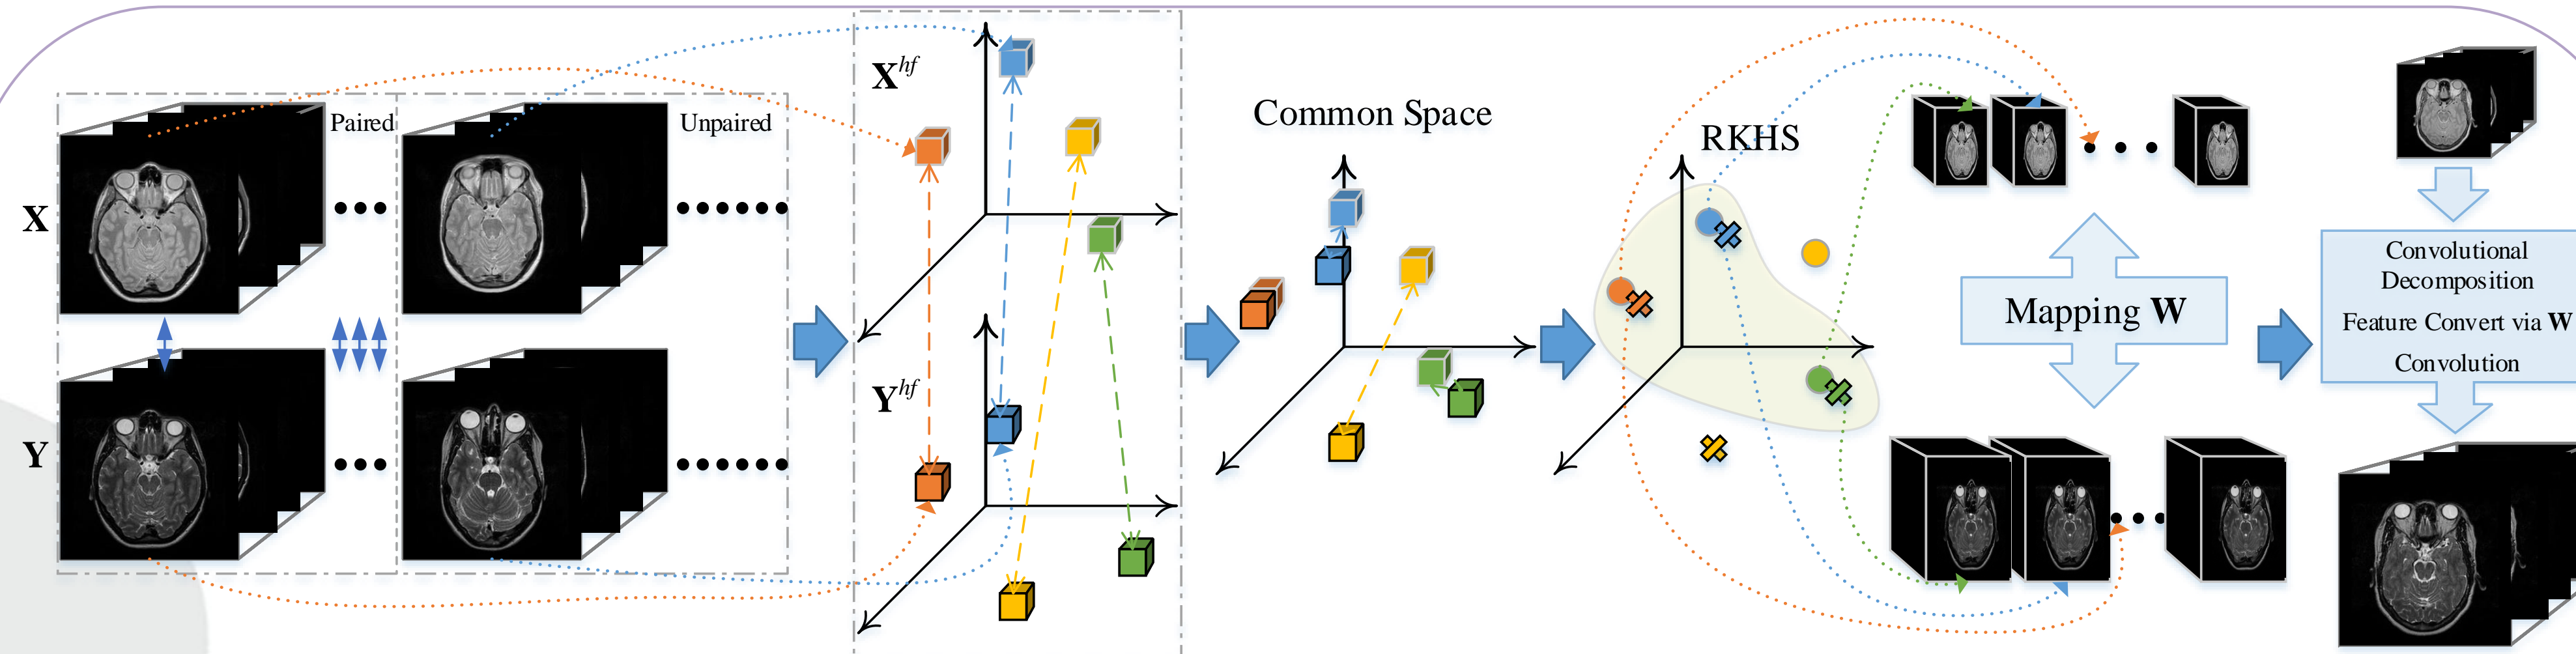 Paired
Unpaired
X
Y
X^hf
Y^hf
Common Space
RKHS
Mapping W
Convolutional
Decomposition
Feature Convert via W
Convolution